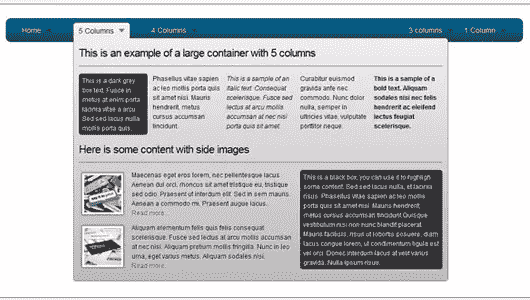 Home
5 Columns
4 Columns
3 columns
1 Column
This is an example of a large container with 5 columns
This is a dark grey
box text. Fusce in
metus at enim porta
lacinia vitae a arcu.
Sed sed lacus nulla
mollis porta quis.
Phasellus vitae sapien
ac leo mollis porta quis
sit amet nisi. Mauris
hendrerit, metus
cursus accumsan
tincidunt.
This is a sample of an
italic text. Consequat
scelerisque. Fusce sed
lectus at arcu mollis
accumsan at nec nisi
porta quis sit amet.
Curabitur euismod
gravida ante nec
commodo. Nunc dolor
nulla, semper in
ultricies vitae, vulputate
porttitor neque.
This is a sample of a
bold text. Aliquam
sodales nisi nec felis
hendrerit ac eleifend
lectus feugiat
scelerisque.
Here is some content with side images
Maecenas eget eros lorem, nec pellentesque lacus.
Aenean dui orci, rhoncus sit amet tristique eu, tristique
sed odio. Praesent ut interdum elit. Sed in sem mauris.
Aenean a commodo mi. Praesent augue lacus.
Read more...
Aliquam elementum felis quis felis consequat
scelerisque. Fusce sed lectus at arcu mollis accumsan
at nec nisi. Aliquam pretium mollis fringilla. Nunc in leo
urna, eget varius metus. Aliquam sodales nisi.
Read more...
This is a black box, you can use it to highligh
some content. Sed sed lacus nulla, et lacinia
risus. Phasellus vitae sapien ac leo mollis
porta quis sit amet nisi. Mauris hendrerit,
metus cursus accumsan tincidunt. Quisque
vestibulum nisi non nunc blandit placerat.
Mauris facilisis, risus ut lobortis posuere, diam
lacus congue lorem, ut condimentum ligula est
vel orci. Donec interdum lacus at velit varius
gravida. Nulla ipsum risus.